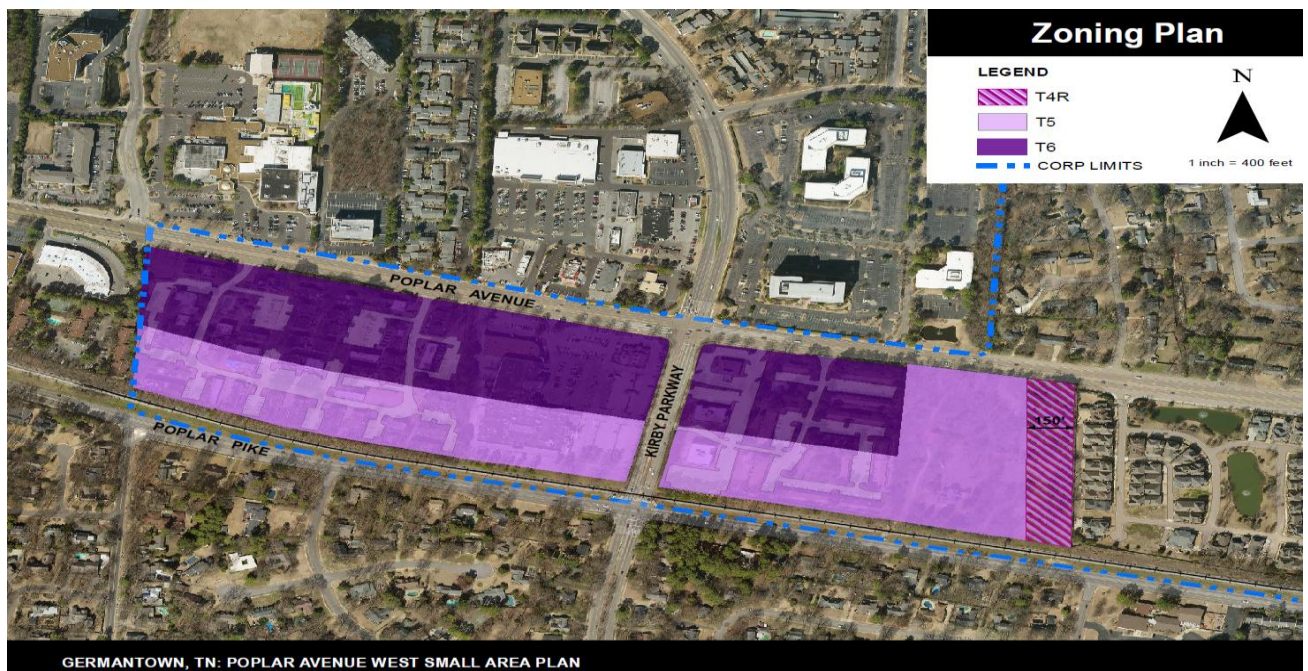 Zoning Plan
LEGEND
T4R
T5
T6
CORP LIMITS
N
1 inch = 400 feet
POPLAR AVENUE
KIRBY PARKWAY
150'
POPLAR PIKE
GERMANTOWN, TN: POPLAR AVENUE WEST SMALL AREA PLAN